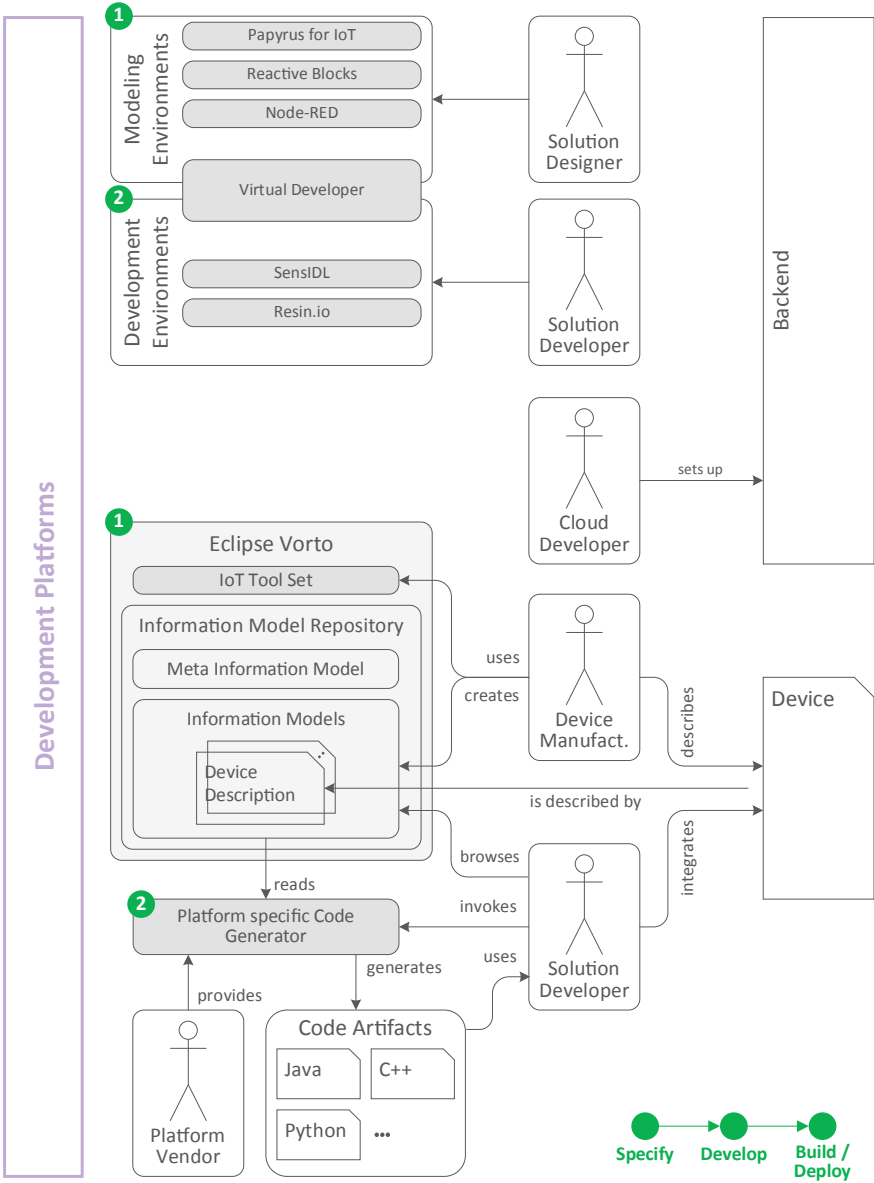 Development Platforms
1
Modeling
Environments
Papyrus for IoT
Reactive Blocks
Node-RED
Virtual Developer
2
Development
Environments
SensIDL
Resin.io
Solution
Designer
Solution
Developer
Backend
Cloud
Developer
sets up
1
Eclipse Vorto
IoT Tool Set
Information Model Repository
Meta Information Model
Information Models
Device
Description
uses
creates
Device
Manufact.
describes
Device
is described by
integrates
browses
reads
2
Platform specific Code
Generator
invokes
Solution
Developer
generates
uses
provides
Platform
Vendor
Code Artifacts
Java
C++
Python
...
Specify
Develop
Build /
Deploy